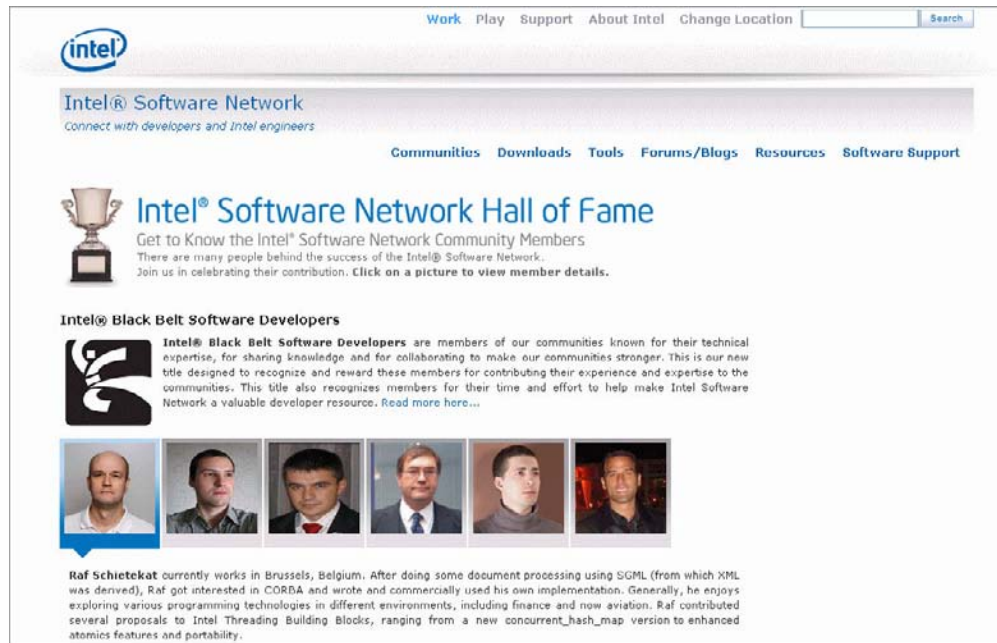 Work Play Support About Intel Change Location Search
intel
Intel® Software Network
Connect with developers and Intel engineers
Communities Downloads Tools Forums/Blogs Resources Software Support
Intel® Software Network Hall of Fame
Get to Know the Intel® Software Network Community Members
There are many people behind the success of the Intel® Software Network.
Join us in celebrating their contribution. Click on a picture to view member details.
Intel® Black Belt Software Developers
Intel® Black Belt Software Developers are members of our communities known for their technical
expertise, for sharing knowledge and for collaborating to make our communities stronger. This is our new
title designed to recognize and reward these members for contributing their experience and expertise to the
communities. This title also recognizes members for their time and effort to help make Intel Software
Network a valuable developer resource. Read more here...
Raf Schietekat currently works in Brussels, Belgium. After doing some document processing using SGML (from which XML
was derived), Raf got interested in CORBA and wrote and commercially used his own implementation. Generally, he enjoys
exploring various programming technologies in different environments, including finance and now aviation. Raf contributed
several proposals to Intel Threading Building Blocks, ranging from a new concurrent_hash_map version to enhanced
atomics features and portability.